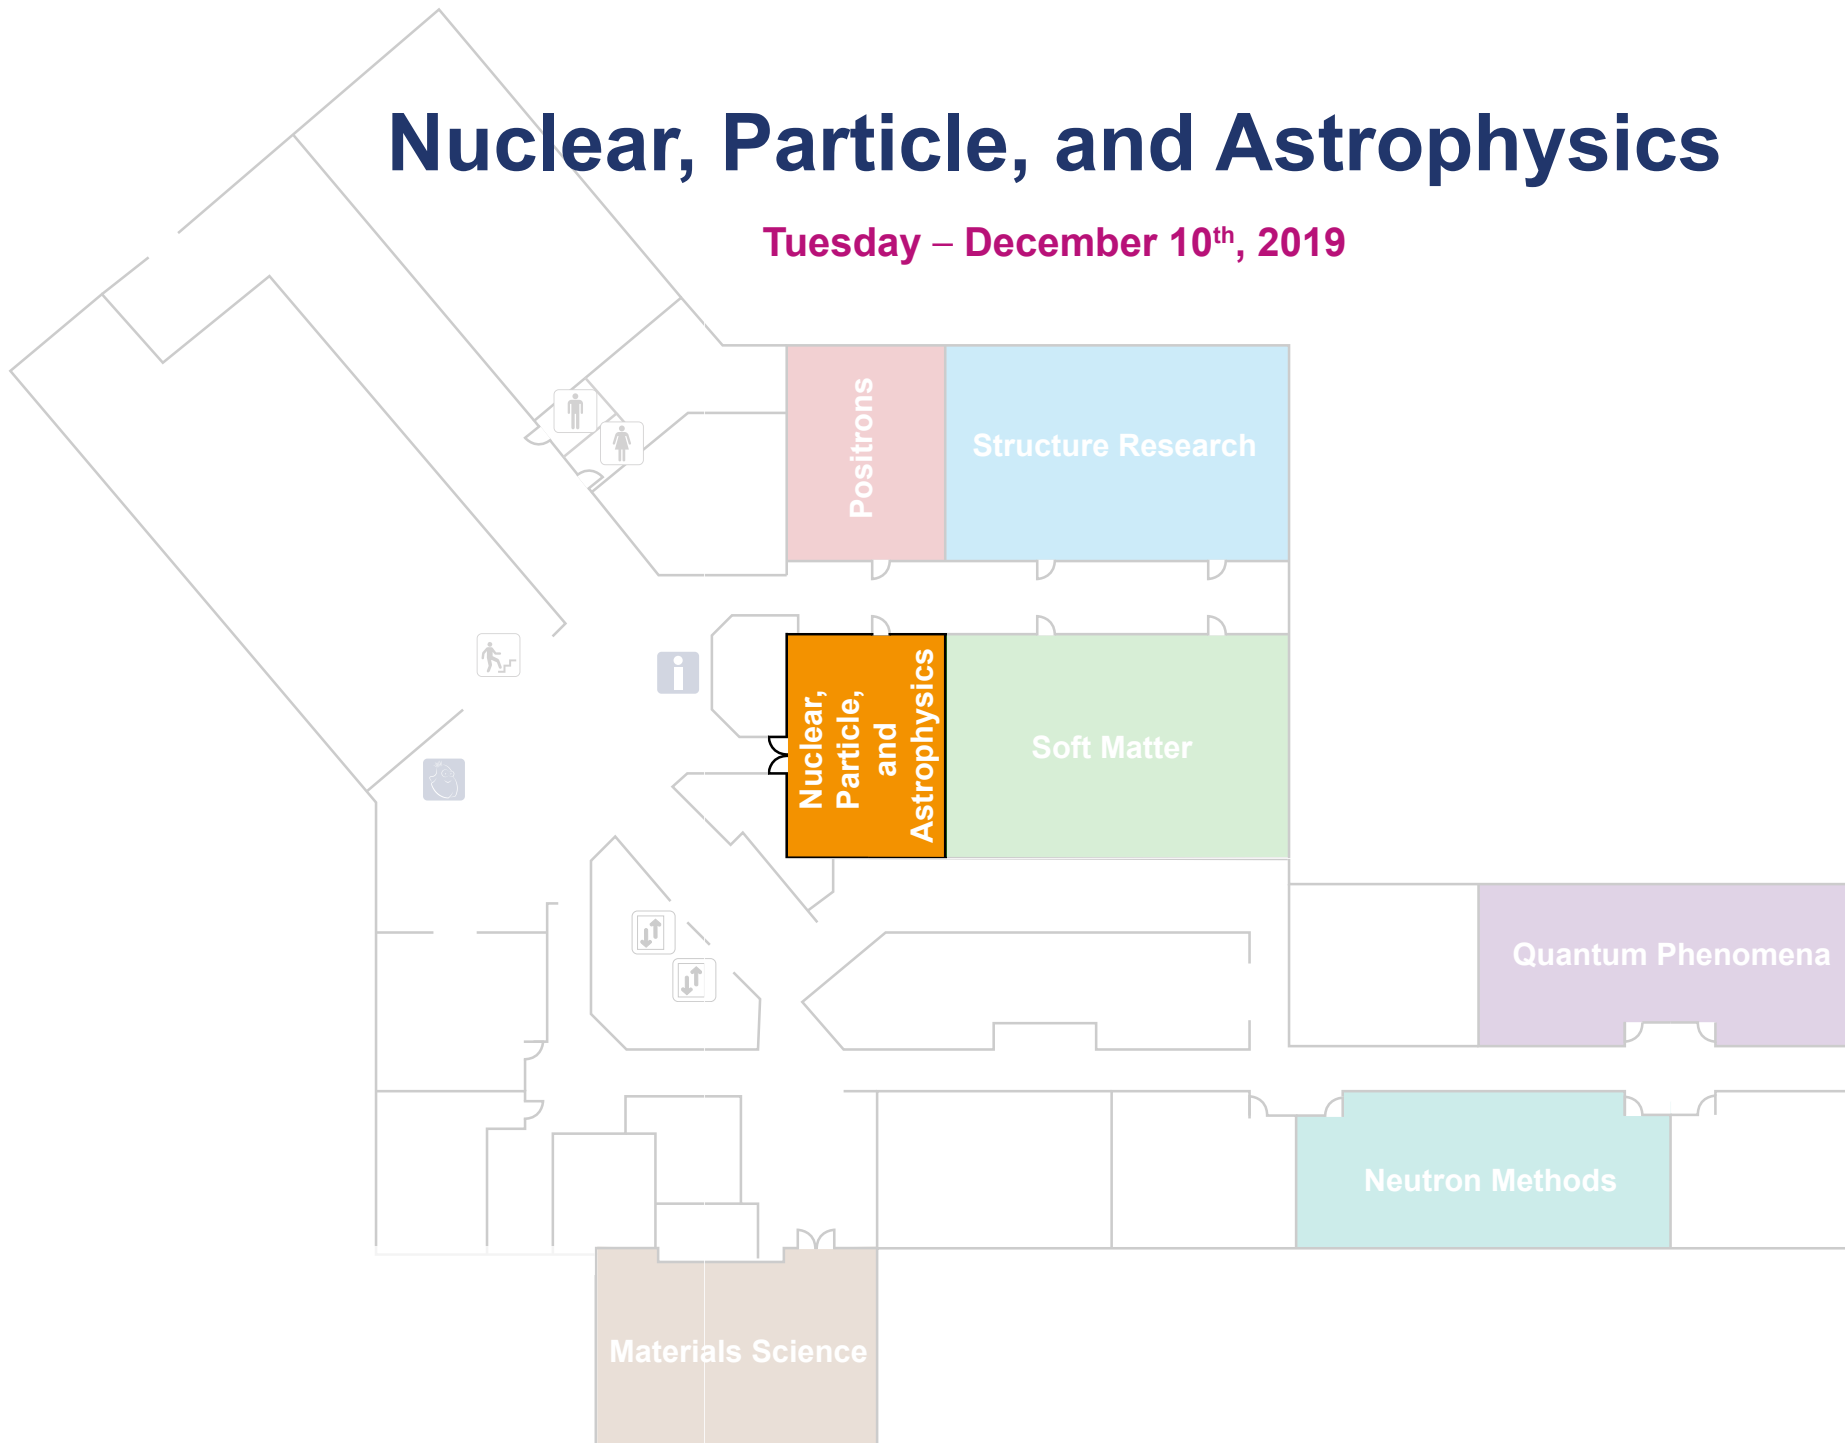 Nuclear, Particle, and Astrophysics
Tuesday – December 10th, 2019
Positrons
Structure Research
Nuclear,
Particle,
and
Astrophysics
Soft Matter
Quantum Phenomena
Neutron Methods
Materials Science